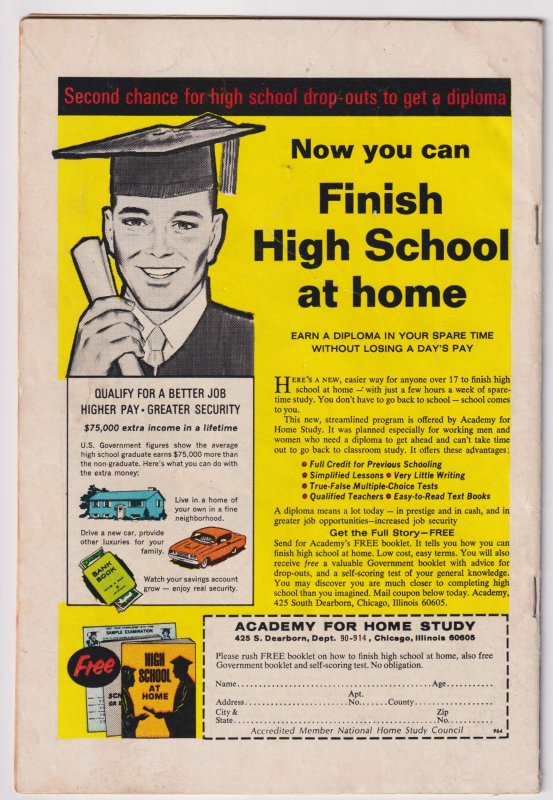 Second chance for high school drop-outs to get a diploma
Now you can
Finish
High School
at home
EARN A DIPLOMA IN YOUR SPARE TIME
WITHOUT LOSING A DAY'S PAY
HERE'S A NEW, easier way for anyone over 17 to finish high
school at home — with just a few hours a week of spare-
time study. You don't have to go back to school — school comes
to you.
This new, streamlined program is offered by Academy for
Home Study. It was planned especially for working men and
women who need a diploma to get ahead and can't take time
out to go back to classroom study. It offers these advantages:
• Full Credit for Previous Schooling
• Simplified Lessons • Very Little Writing
• True-False Multiple-Choice Tests
• Qualified Teachers • Easy-to-Read Text Books
A diploma means a lot today — in prestige and in cash, and in
greater job opportunities—increased job security
Get the Full Story—FREE
Send for Academy's FREE booklet. It tells you how you can
finish high school at home. Low cost, easy terms. You will also
receive free a valuable Government booklet with advice for
drop-outs, and a self-scoring test of your general knowledge.
You may discover you are much closer to completing high
school than you imagined. Mail coupon below today. Academy,
425 South Dearborn, Chicago, Illinois 60605.
QUALIFY FOR A BETTER JOB
HIGHER PAY • GREATER SECURITY
$75,000 extra income in a lifetime
U.S. Government figures show the average
high school graduate earns $75,000 more than
the non-graduate. Here's what you can do with
the extra money:
Live in a home of
your own in a fine
neighborhood.
Drive a new car, provide
other luxuries for your
family.
BANK
BOOK
Watch your savings account
grow — enjoy real security.
Free
SAMPLE EXAMINATION
HIGH
SCHOOL
AT
HOME
ACADEMY FOR HOME STUDY
425 S. Dearborn, Dept. 90-914, Chicago, Illinois 60605
Please rush FREE booklet on how to finish high school at home, also free
Government booklet and self-scoring test. No obligation.
Name Age
Apt.
Address No. County
City & Zip
State No.
Accredited Member National Home Study Council 964